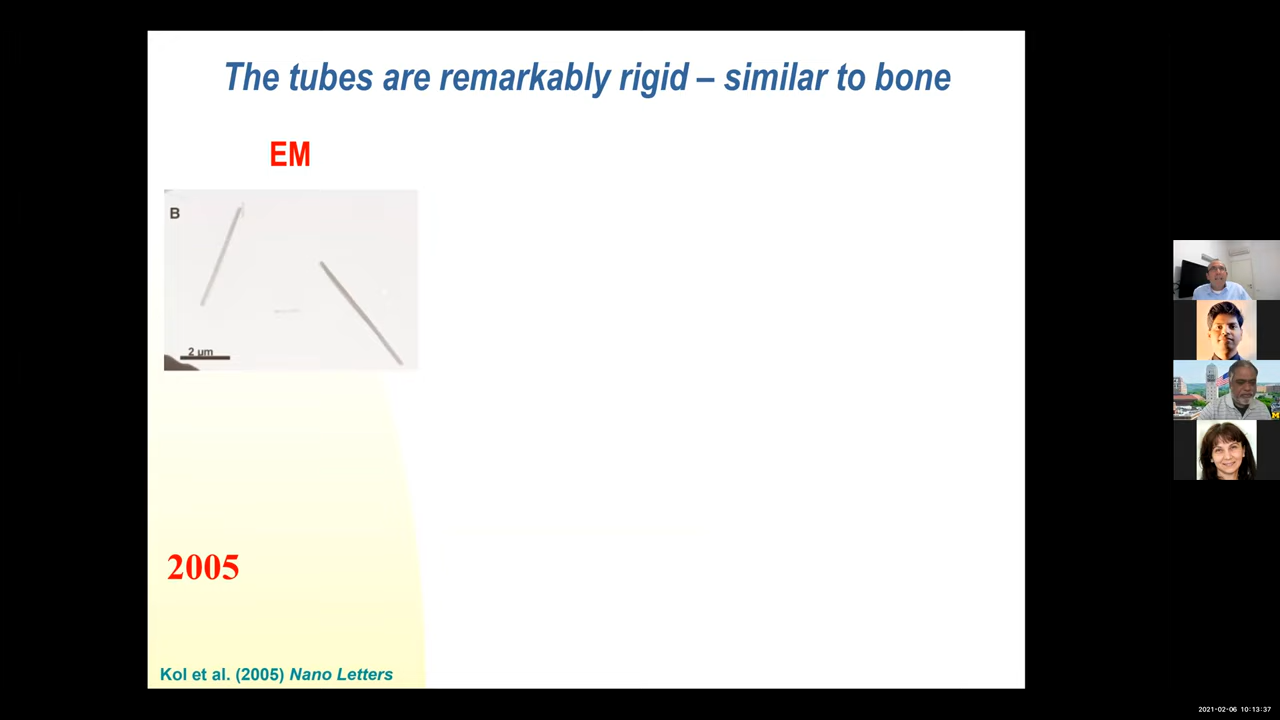 The tubes are remarkably rigid – similar to bone
EM
B
2 µm
2005
Kol et al. (2005) Nano Letters
M
2021-02-06 10:13:37